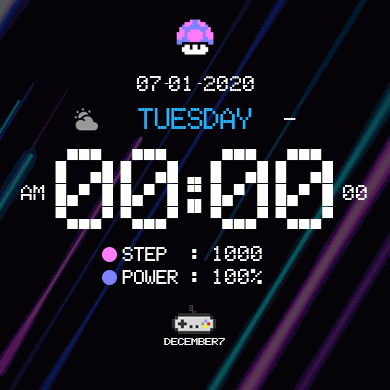 07-01-2020
TUESDAY –
AM 00:00 00
STEP : 1000
POWER : 100%
DECEMBER7